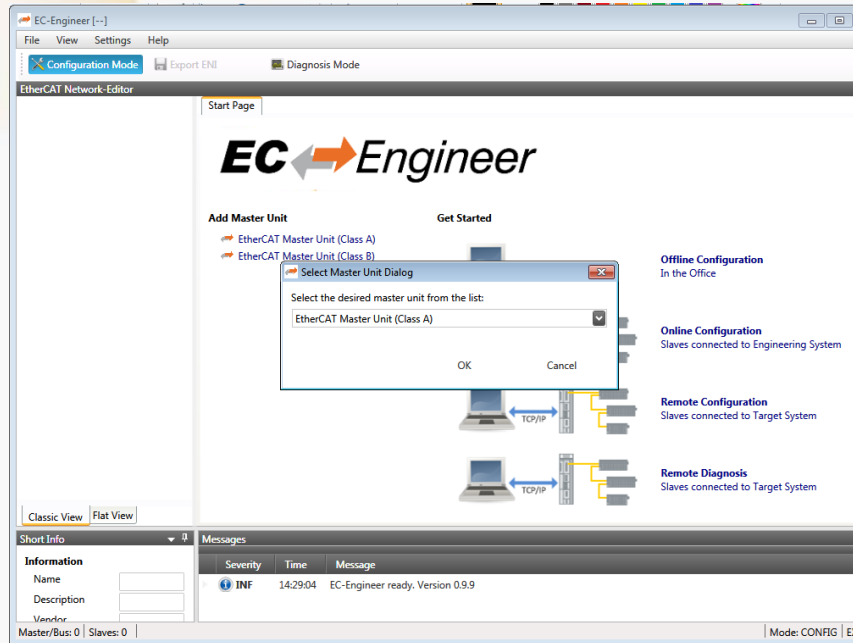 EC-Engineer [--]
File View Settings Help
Configuration Mode Export ENI Diagnosis Mode
EtherCAT Network-Editor
Start Page
EC Engineer
Add Master Unit Get Started
EtherCAT Master Unit (Class A)
EtherCAT Master Unit (Class B)
Offline Configuration
In the Office
Select Master Unit Dialog
Select the desired master unit from the list:
EtherCAT Master Unit (Class A)
OK Cancel
Online Configuration
Slaves connected to Engineering System
Remote Configuration
Slaves connected to Target System
TCP/IP
Remote Diagnosis
Slaves connected to Target System
TCP/IP
Classic View Flat View
Short Info Messages
Information
Name
Description
Vendor
Severity Time Message
INF 14:29:04 EC-Engineer ready. Version 0.9.9
Master/Bus: 0 Slaves: 0 Mode: CONFIG